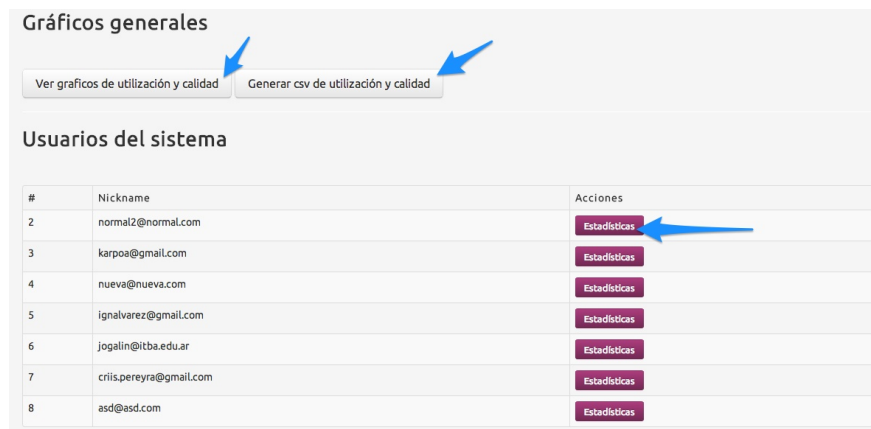 Gráficos generales
Ver graficos de utilización y calidad Generar csv de utilización y calidad
Usuarios del sistema
# Nickname Acciones
2 normal2@normal.com Estadísticas
3 karpoa@gmail.com Estadísticas
4 nueva@nueva.com Estadísticas
5 ignalvarez@gmail.com Estadísticas
6 jogalin@itba.edu.ar Estadísticas
7 criis.pereyra@gmail.com Estadísticas
8 asd@asd.com Estadísticas